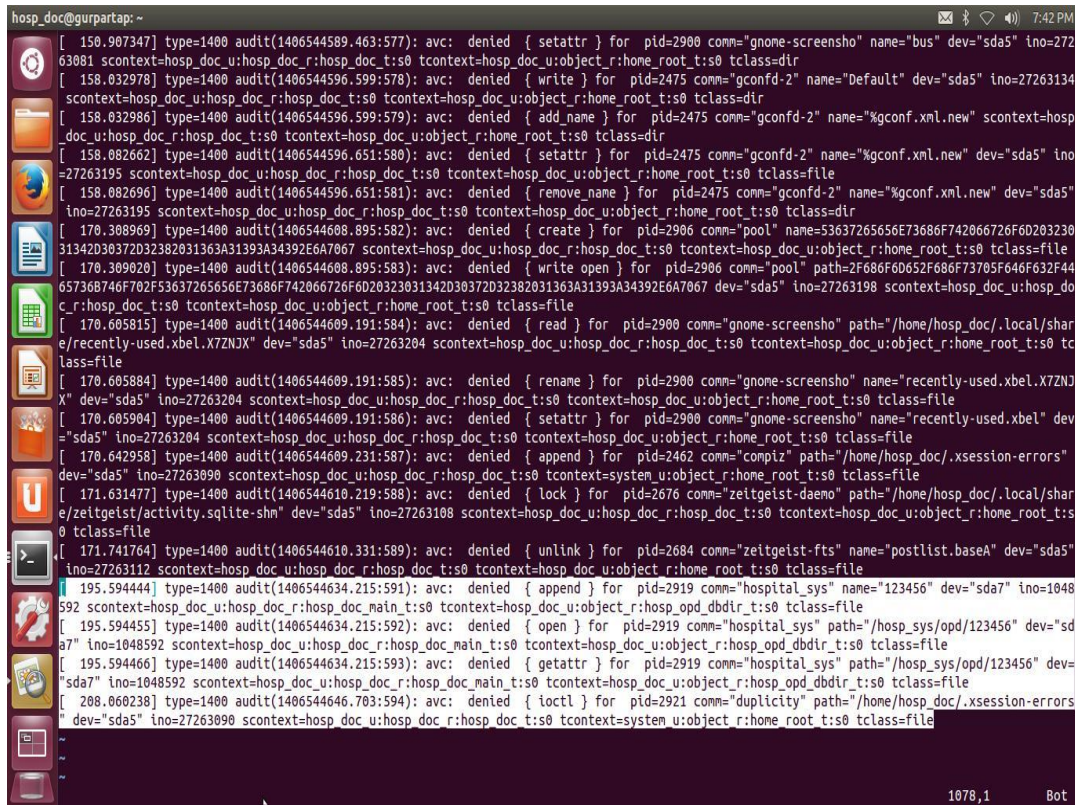 hosp_doc@gurpartap: ~
7:42 PM
[  150.907347] type=1400 audit(1406544589.463:577): avc:  denied  { setattr } for  pid=2900 comm="gnome-screensho" name="bus" dev="sda5" ino=272
63081 scontext=hosp_doc_u:hosp_doc_r:hosp_doc_t:s0 tcontext=hosp_doc_u:object_r:home_root_t:s0 tclass=dir
[  158.032978] type=1400 audit(1406544596.599:578): avc:  denied  { write } for  pid=2475 comm="gconfd-2" name="Default" dev="sda5" ino=27263134
 scontext=hosp_doc_u:hosp_doc_r:hosp_doc_t:s0 tcontext=hosp_doc_u:object_r:home_root_t:s0 tclass=dir
[  158.032986] type=1400 audit(1406544596.599:579): avc:  denied  { add_name } for  pid=2475 comm="gconfd-2" name="%gconf.xml.new" scontext=hosp
_doc_u:hosp_doc_r:hosp_doc_t:s0 tcontext=hosp_doc_u:object_r:home_root_t:s0 tclass=dir
[  158.082662] type=1400 audit(1406544596.651:580): avc:  denied  { setattr } for  pid=2475 comm="gconfd-2" name="%gconf.xml.new" dev="sda5" ino
=27263195 scontext=hosp_doc_u:hosp_doc_r:hosp_doc_t:s0 tcontext=hosp_doc_u:object_r:home_root_t:s0 tclass=file
[  158.082696] type=1400 audit(1406544596.651:581): avc:  denied  { remove_name } for  pid=2475 comm="gconfd-2" name="%gconf.xml.new" dev="sda5"
 ino=27263195 scontext=hosp_doc_u:hosp_doc_r:hosp_doc_t:s0 tcontext=hosp_doc_u:object_r:home_root_t:s0 tclass=dir
[  170.308969] type=1400 audit(1406544608.895:582): avc:  denied  { create } for  pid=2906 comm="pool" name=53637265656E73686F742066726F6D203230
31342D30372D32382031363A31393A34392E6A7067 scontext=hosp_doc_u:hosp_doc_r:hosp_doc_t:s0 tcontext=hosp_doc_u:object_r:home_root_t:s0 tclass=file
[  170.309020] type=1400 audit(1406544608.895:583): avc:  denied  { write open } for  pid=2906 comm="pool" path=2F686F6D652F686F73705F646F632F44
65736B746F702F53637265656E73686F742066726F6D20323031342D30372D32382031363A31393A34392E6A7067 dev="sda5" ino=27263198 scontext=hosp_doc_u:hosp_do
c_r:hosp_doc_t:s0 tcontext=hosp_doc_u:object_r:home_root_t:s0 tclass=file
[  170.605815] type=1400 audit(1406544609.191:584): avc:  denied  { read } for  pid=2900 comm="gnome-screensho" path="/home/hosp_doc/.local/shar
e/recently-used.xbel.X7ZNJX" dev="sda5" ino=27263204 scontext=hosp_doc_u:hosp_doc_r:hosp_doc_t:s0 tcontext=hosp_doc_u:object_r:home_root_t:s0 tc
lass=file
[  170.605884] type=1400 audit(1406544609.191:585): avc:  denied  { rename } for  pid=2900 comm="gnome-screensho" name="recently-used.xbel.X7ZNJ
X" dev="sda5" ino=27263204 scontext=hosp_doc_u:hosp_doc_r:hosp_doc_t:s0 tcontext=hosp_doc_u:object_r:home_root_t:s0 tclass=file
[  170.605904] type=1400 audit(1406544609.191:586): avc:  denied  { setattr } for  pid=2900 comm="gnome-screensho" name="recently-used.xbel" dev
="sda5" ino=27263204 scontext=hosp_doc_u:hosp_doc_r:hosp_doc_t:s0 tcontext=hosp_doc_u:object_r:home_root_t:s0 tclass=file
[  170.642958] type=1400 audit(1406544609.231:587): avc:  denied  { append } for  pid=2462 comm="compiz" path="/home/hosp_doc/.xsession-errors"
dev="sda5" ino=27263090 scontext=hosp_doc_u:hosp_doc_r:hosp_doc_t:s0 tcontext=system_u:object_r:home_root_t:s0 tclass=file
[  171.631477] type=1400 audit(1406544610.219:588): avc:  denied  { lock } for  pid=2676 comm="zeitgeist-daemo" path="/home/hosp_doc/.local/shar
e/zeitgeist/activity.sqlite-shm" dev="sda5" ino=27263108 scontext=hosp_doc_u:hosp_doc_r:hosp_doc_t:s0 tcontext=hosp_doc_u:object_r:home_root_t:s
0 tclass=file
[  171.741764] type=1400 audit(1406544610.331:589): avc:  denied  { unlink } for  pid=2684 comm="zeitgeist-fts" name="postlist.baseA" dev="sda5"
 ino=27263112 scontext=hosp_doc_u:hosp_doc_r:hosp_doc_t:s0 tcontext=hosp_doc_u:object_r:home_root_t:s0 tclass=file
[  195.594444] type=1400 audit(1406544634.215:591): avc:  denied  { append } for  pid=2919 comm="hospital_sys" name="123456" dev="sda7" ino=1048
592 scontext=hosp_doc_u:hosp_doc_r:hosp_doc_main_t:s0 tcontext=hosp_doc_u:object_r:hosp_opd_dbdir_t:s0 tclass=file
[  195.594455] type=1400 audit(1406544634.215:592): avc:  denied  { open } for  pid=2919 comm="hospital_sys" path="/hosp_sys/opd/123456" dev="sd
a7" ino=1048592 scontext=hosp_doc_u:hosp_doc_r:hosp_doc_main_t:s0 tcontext=hosp_doc_u:object_r:hosp_opd_dbdir_t:s0 tclass=file
[  195.594466] type=1400 audit(1406544634.215:593): avc:  denied  { getattr } for  pid=2919 comm="hospital_sys" path="/hosp_sys/opd/123456" dev=
"sda7" ino=1048592 scontext=hosp_doc_u:hosp_doc_r:hosp_doc_main_t:s0 tcontext=hosp_doc_u:object_r:hosp_opd_dbdir_t:s0 tclass=file
[  208.060238] type=1400 audit(1406544646.703:594): avc:  denied  { ioctl } for  pid=2921 comm="duplicity" path="/home/hosp_doc/.xsession-errors
" dev="sda5" ino=27263090 scontext=hosp_doc_u:hosp_doc_r:hosp_doc_t:s0 tcontext=system_u:object_r:home_root_t:s0 tclass=file
~
~
~
1078,1
Bot